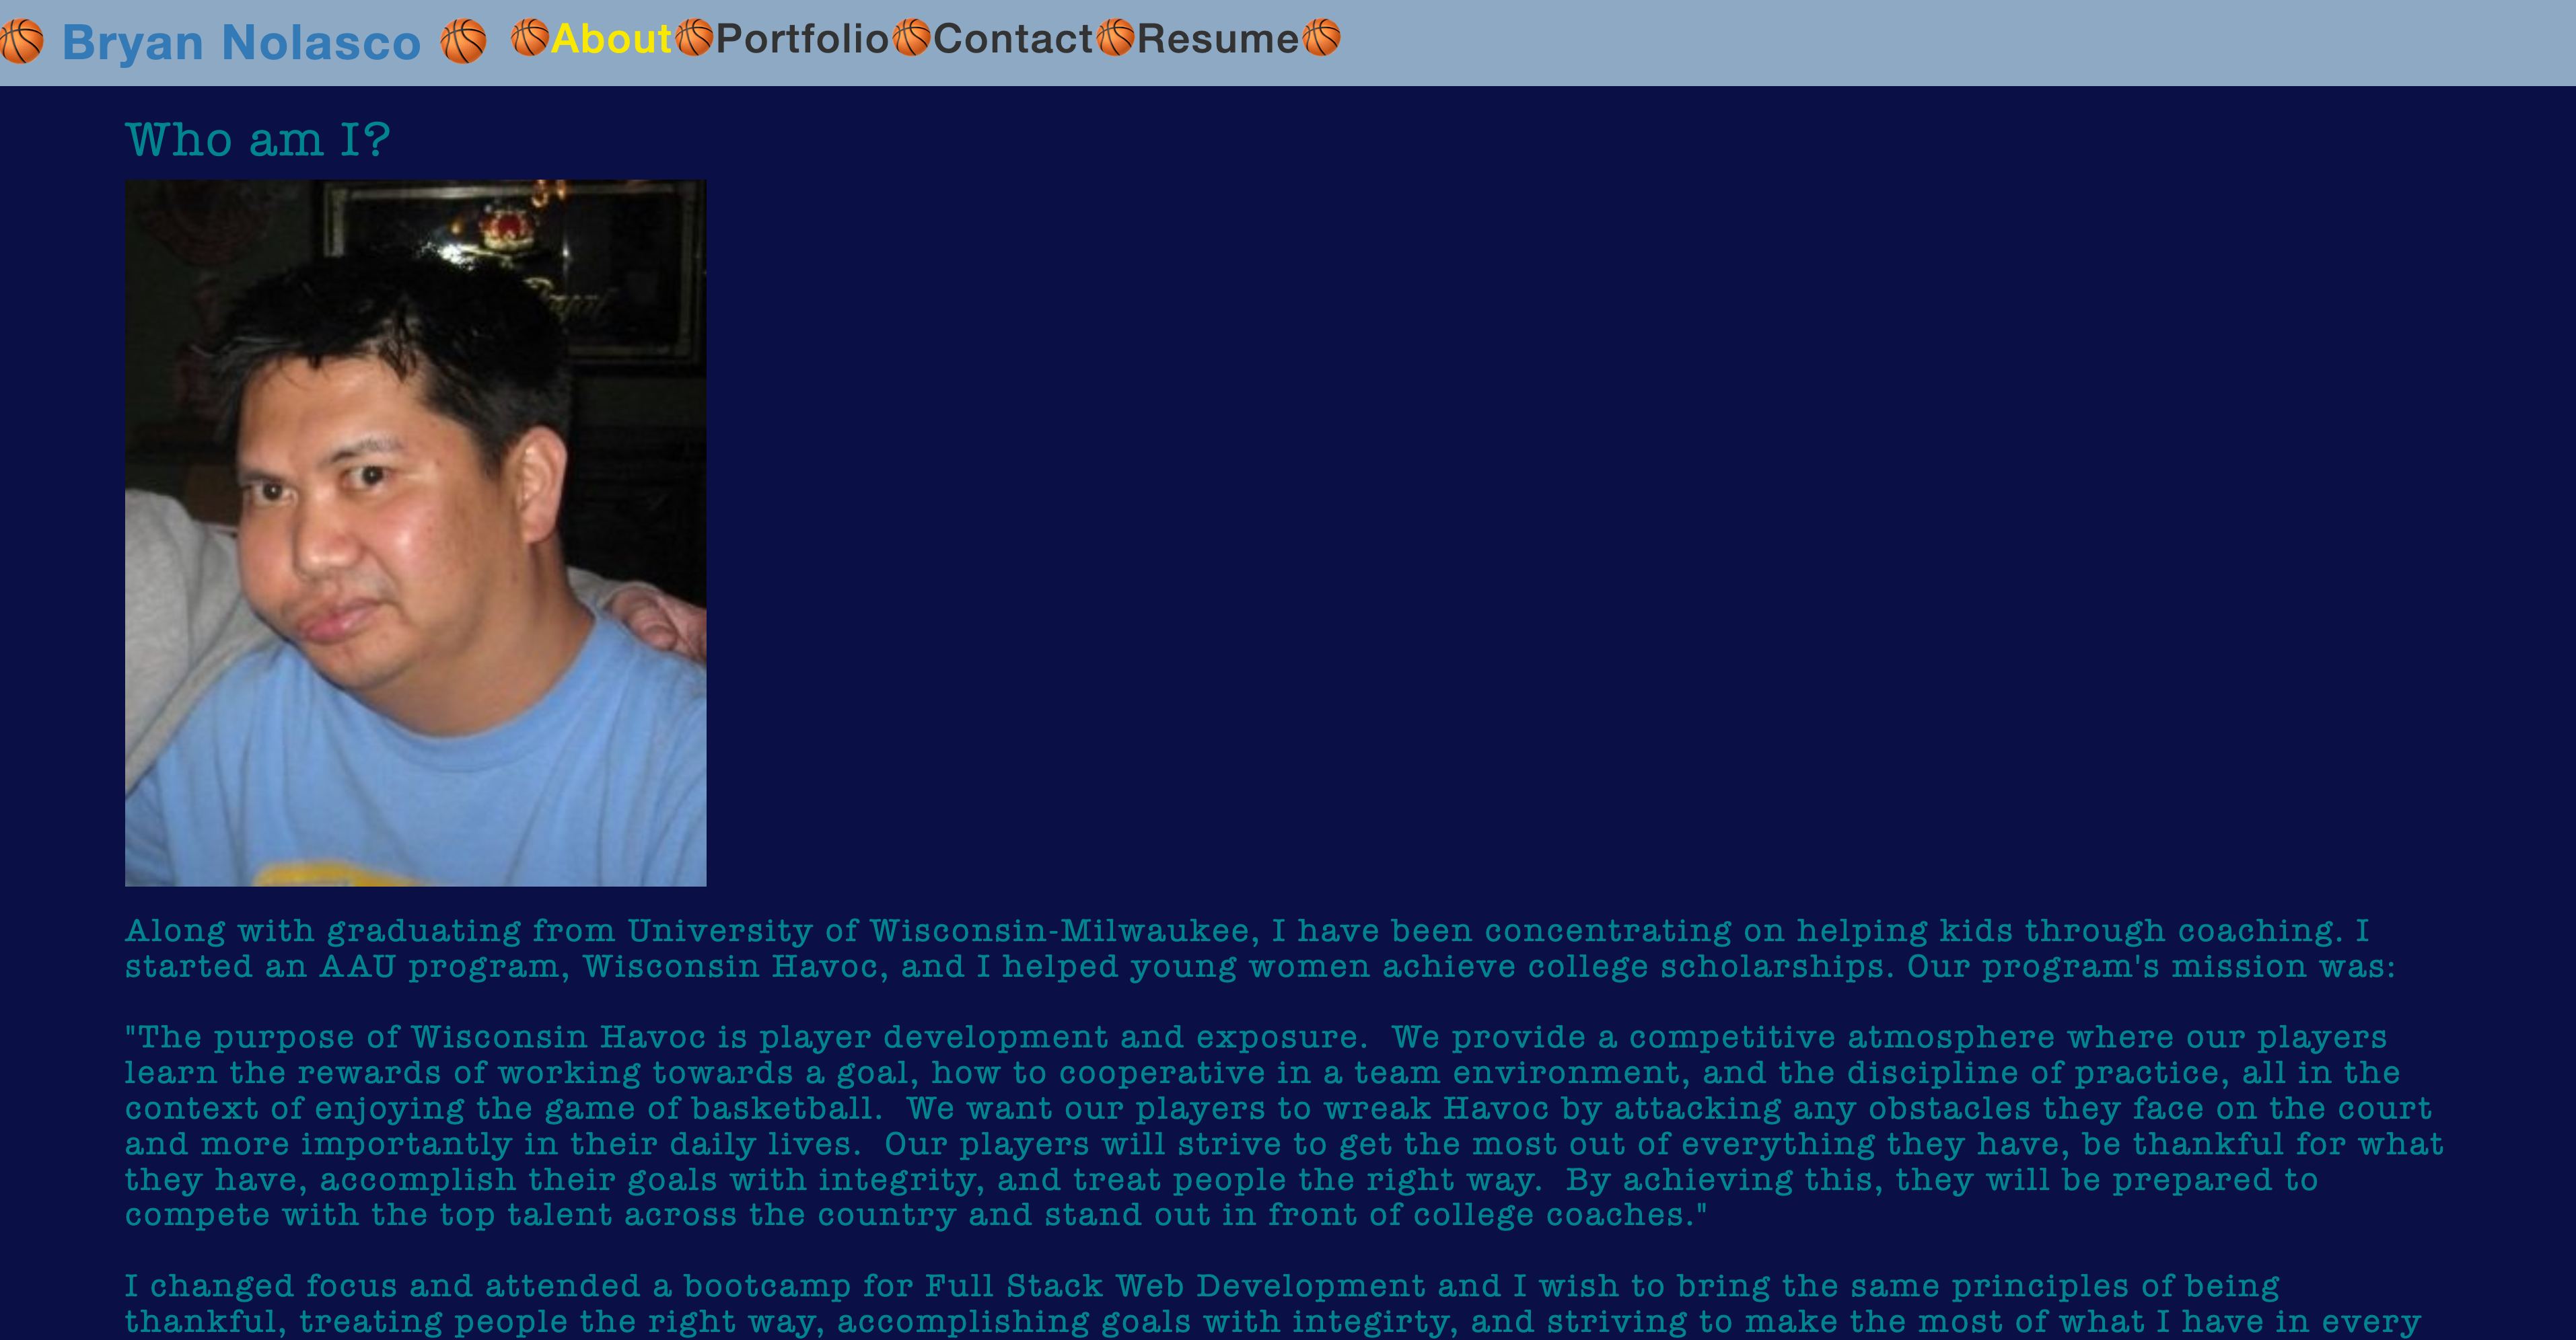 Bryan Nolasco
About Portfolio Contact Resume
Who am I?
Along with graduating from University of Wisconsin-Milwaukee, I have been concentrating on helping kids through coaching. I
started an AAU program, Wisconsin Havoc, and I helped young women achieve college scholarships. Our program's mission was:
"The purpose of Wisconsin Havoc is player development and exposure.  We provide a competitive atmosphere where our players
learn the rewards of working towards a goal, how to cooperative in a team environment, and the discipline of practice, all in the
context of enjoying the game of basketball.  We want our players to wreak Havoc by attacking any obstacles they face on the court
and more importantly in their daily lives.  Our players will strive to get the most out of everything they have, be thankful for what
they have, accomplish their goals with integrity, and treat people the right way.  By achieving this, they will be prepared to
compete with the top talent across the country and stand out in front of college coaches."
I changed focus and attended a bootcamp for Full Stack Web Development and I wish to bring the same principles of being
thankful, treating people the right way, accomplishing goals with integirty, and striving to make the most of what I have in every